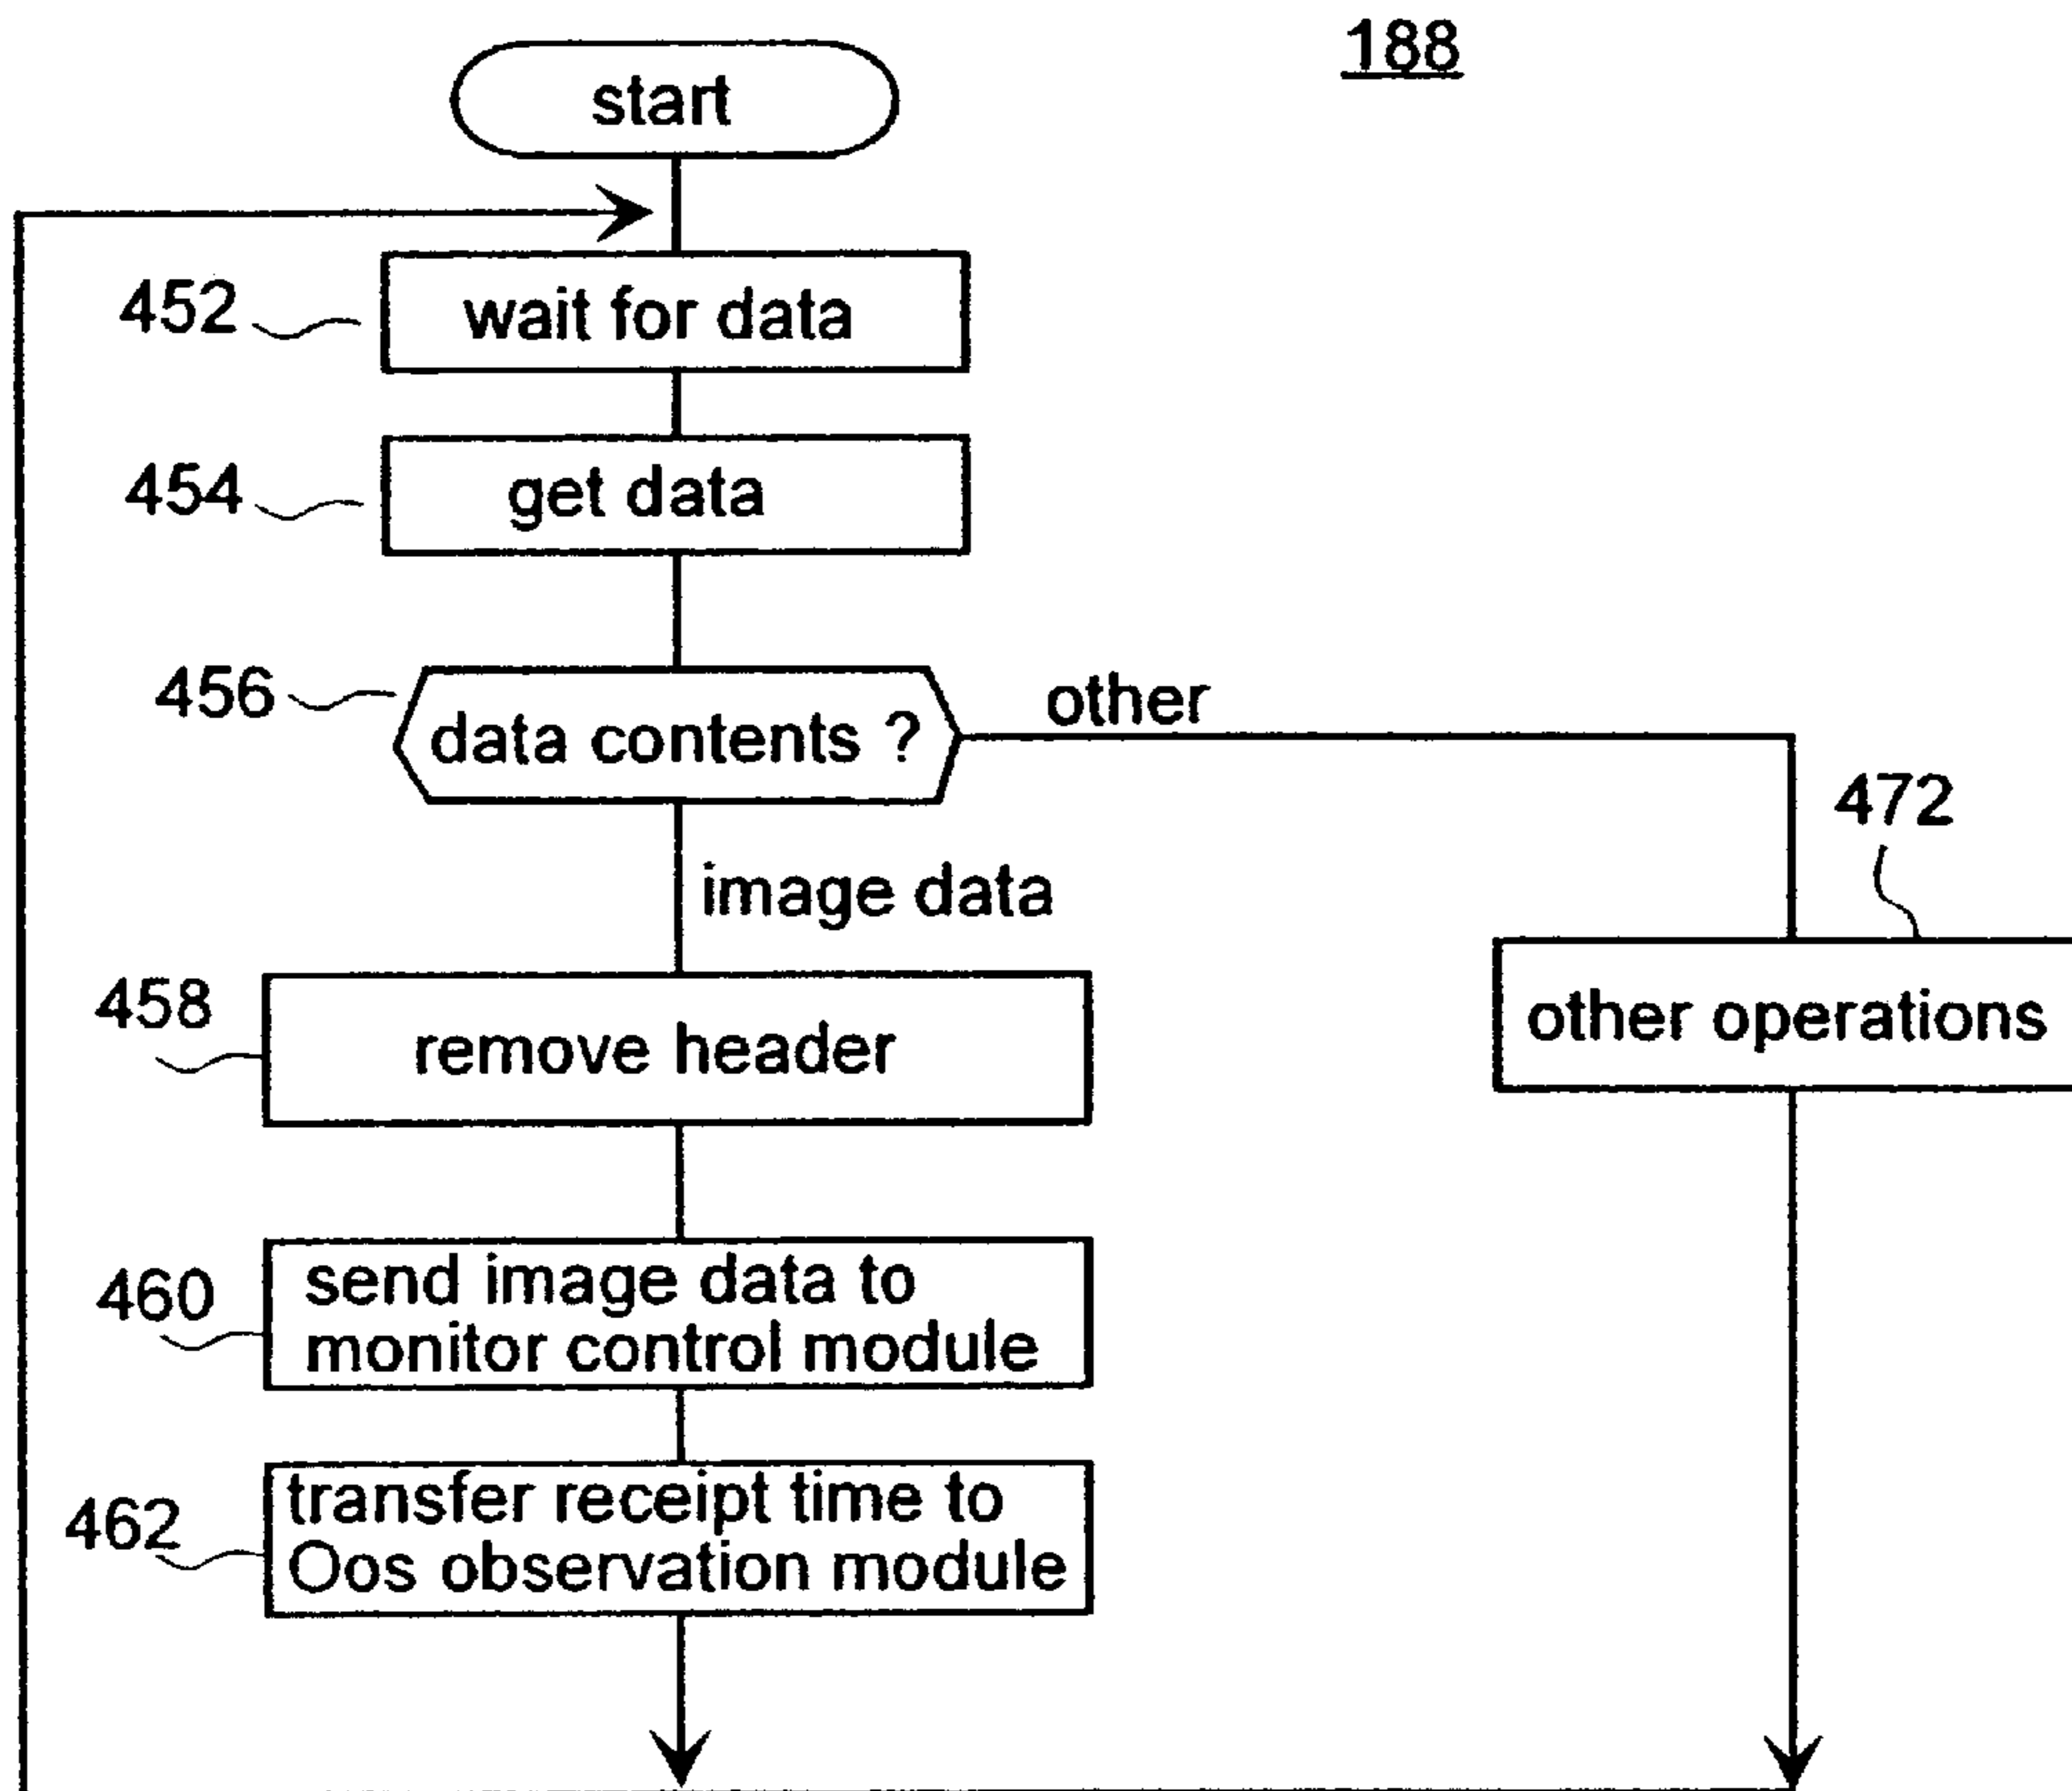 188
start
452
wait for data
454
get data
456
data contents ?
other
472
image data
458
remove header
other operations
460
send image data to
monitor control module
462
transfer receipt time to
Oos observation module